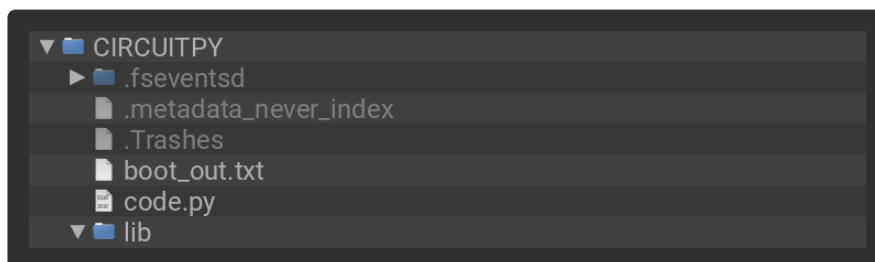 CIRCUITPY
.fseventsd
.metadata_never_index
.Trashes
boot_out.txt
code.py
lib